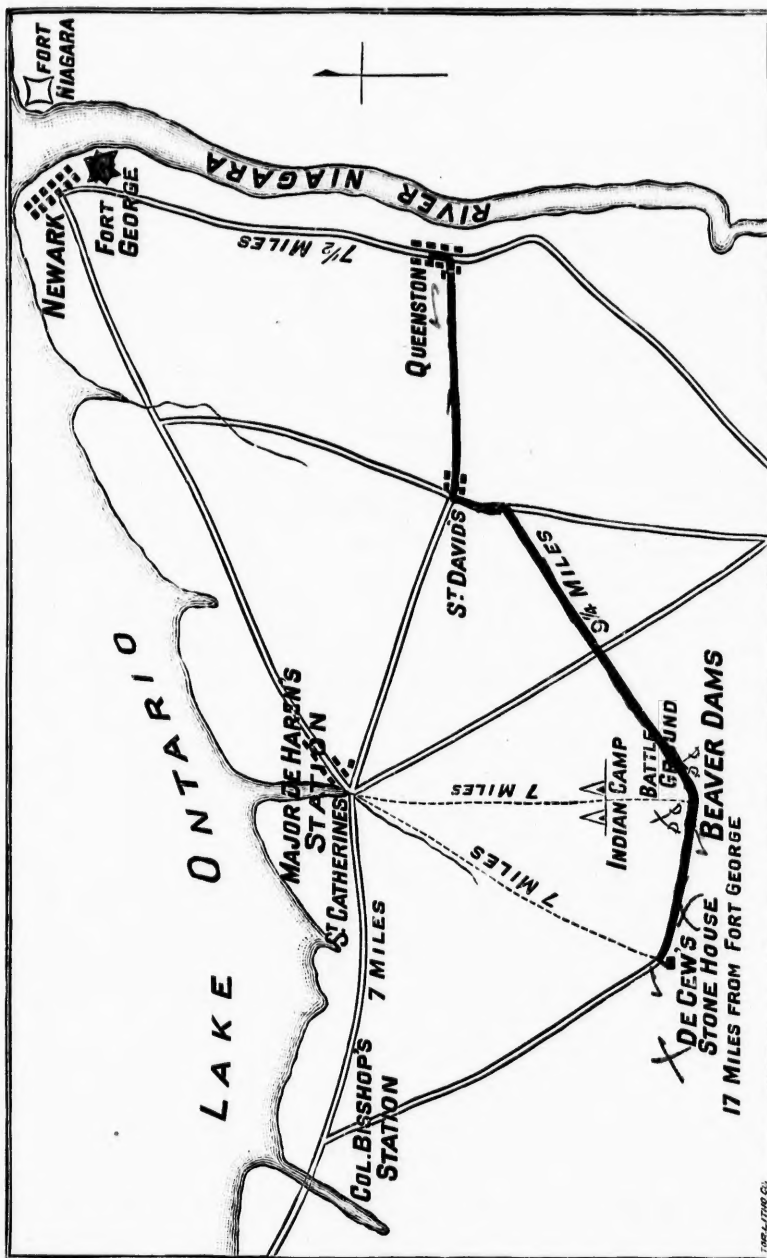 FORT
NIAGARA
NEWARK
FORT
GEORGE
RIVER NIAGARA
7½ MILES
QUEENSTON
ST DAVIDS
LAKE ONTARIO
MAJOR DE HAREN'S
STATION
ST CATHERINES
7 MILES
COL. BISSHOP'S
STATION
9¼ MILES
7 MILES
7 MILES
INDIAN CAMP
BATTLE
GROUND
BEAVER DAMS
DE CEW'S
STONE HOUSE
17 MILES FROM FORT GEORGE